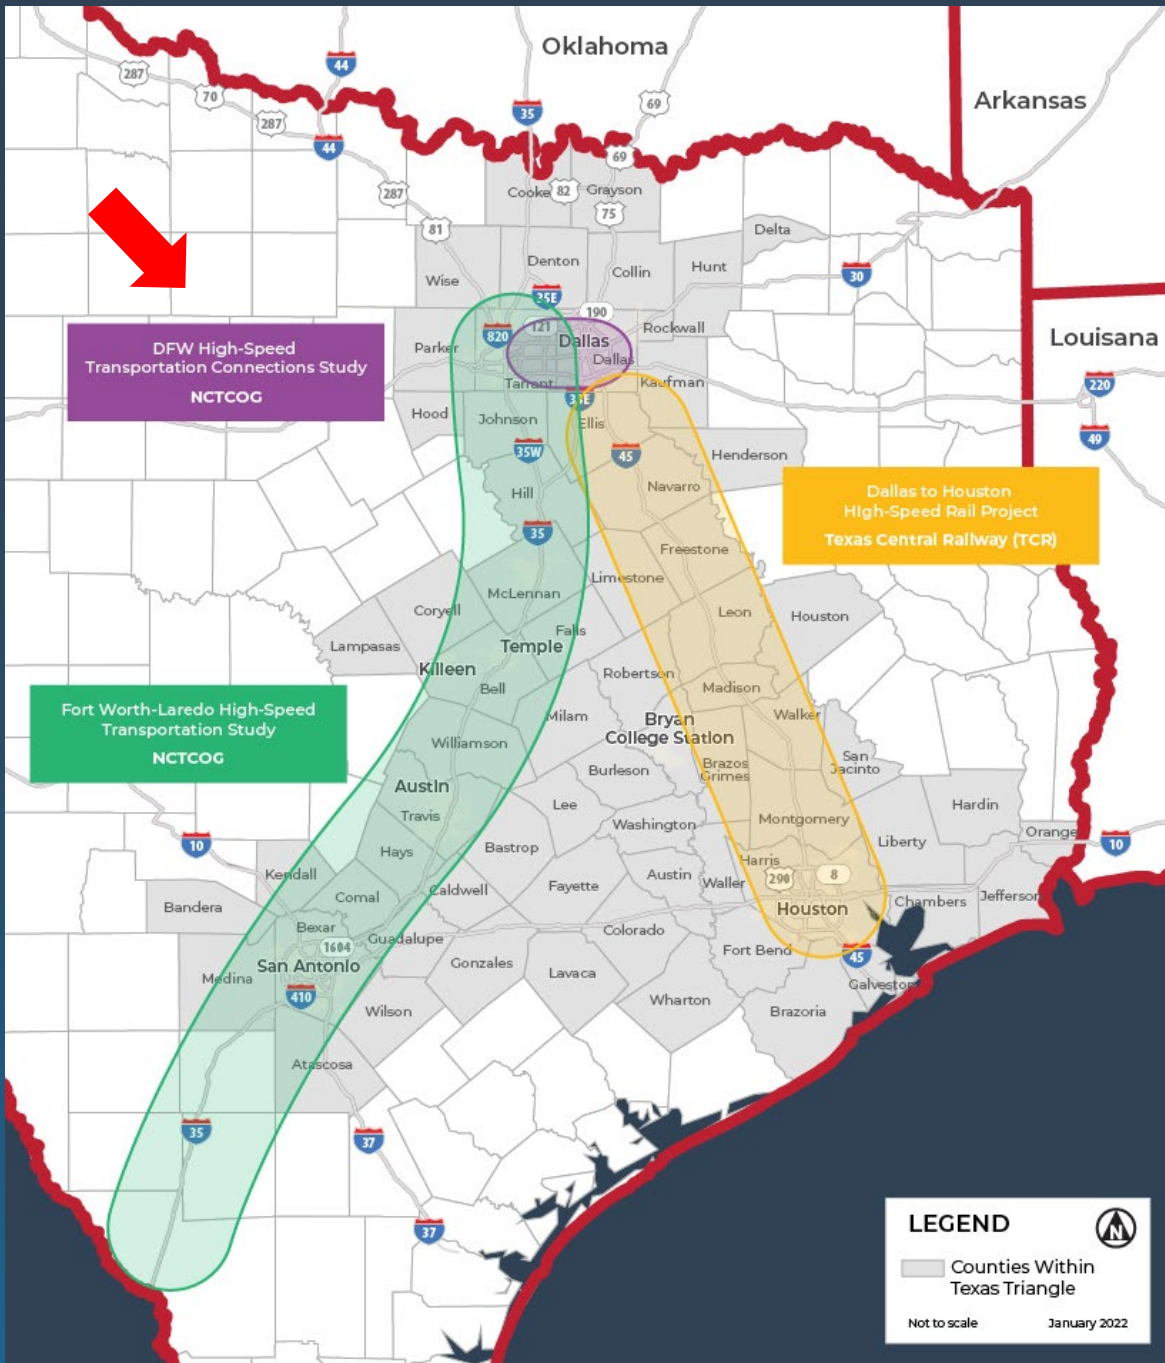 Oklahoma
Arkansas
Louisiana
287
70
287
44
44
35
69
69
82
75
287
81
Cooke
Grayson
Delta
Denton
Collin
Hunt
Wise
35E
30
190
121
820
Rockwall
Dallas
Dallas
Parker
Tarrant
Kaufman
35E
220
49
DFW High-Speed
Transportation Connections Study
NCTCOG
Hood
Johnson
Ellis
35W
45
Henderson
Hill
Navarro
Dallas to Houston
High-Speed Rail Project
Texas Central Railway (TCR)
35
Freestone
Limestone
McLennan
Coryell
Leon
Houston
Falls
Lampasas
Temple
Killeen
Bell
Robertson
Madison
Milam
Walker
Bryan
College Station
Fort Worth-Laredo High-Speed
Transportation Study
NCTCOG
Williamson
Burleson
Brazos
Grimes
San
Jacinto
Austin
Travis
Lee
Washington
Montgomery
Hardin
Orange
Liberty
10
10
Hays
Bastrop
Harris
290
8
Kendall
Austin
Waller
Fayette
Caldwell
Comal
Bandera
Houston
Chambers
Jefferson
Bexar
1604
Guadalupe
Colorado
Fort Bend
45
San Antonio
Gonzales
Lavaca
Medina
410
Galveston
Wharton
Wilson
Brazoria
Atascosa
35
37
37
LEGEND
N
Counties Within
Texas Triangle
Not to scale
January 2022